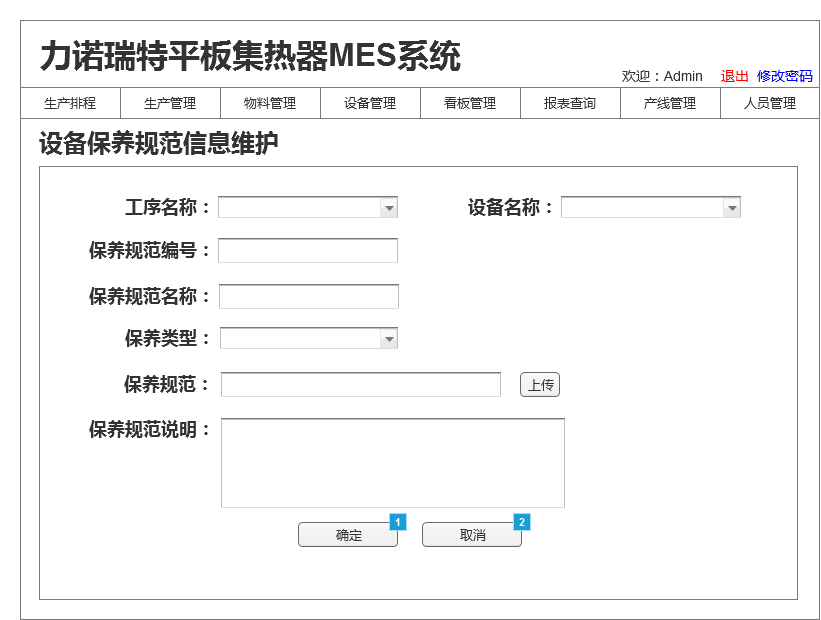 力诺瑞特平板集热器MES系统
欢迎：Admin 退出 修改密码
生产排程 生产管理 物料管理 设备管理 看板管理 报表查询 产线管理 人员管理
设备保养规范信息维护
工序名称： 设备名称：
保养规范编号：
保养规范名称：
保养类型：
保养规范： 上传
保养规范说明：
1 2
确定 取消